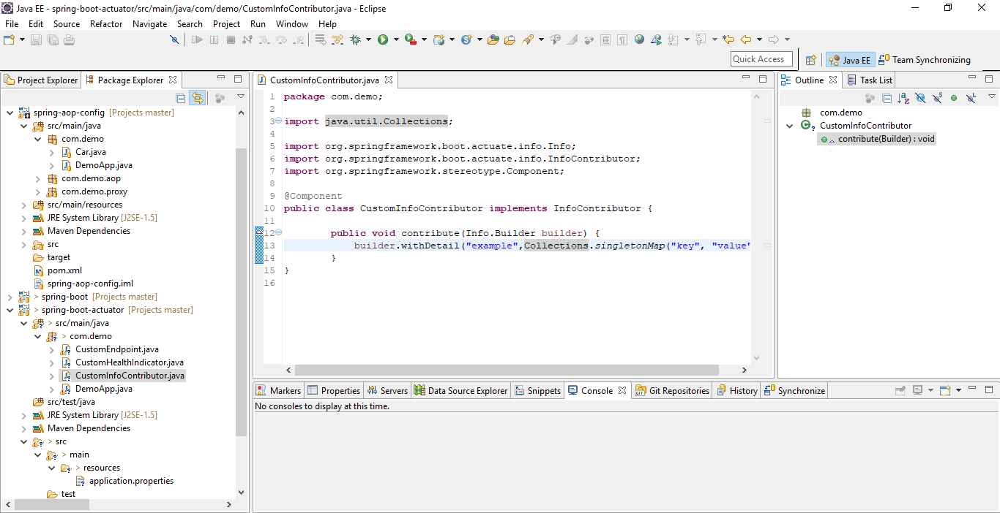 Java EE - spring-boot-actuator/src/main/java/com/demo/CustomInfoContributor.java - Eclipse
File Edit Source Refactor Navigate Search Project Run Window Help
Quick Access
Java EE
Team Synchronizing
Project Explorer
Package Explorer
spring-aop-config [Projects master]
src/main/java
com.demo
Car.java
DemoApp.java
com.demo.aop
com.demo.proxy
src/main/resources
JRE System Library [J2SE-1.5]
Maven Dependencies
src
target
pom.xml
spring-aop-config.iml
> spring-boot [Projects master]
> spring-boot-actuator [Projects master]
> src/main/java
> com.demo
CustomEndpoint.java
CustomHealthIndicator.java
CustomInfoContributor.java
DemoApp.java
src/test/java
JRE System Library [J2SE-1.5]
Maven Dependencies
> src
> main
> resources
application.properties
test
CustomInfoContributor.java
1 package com.demo;
2
3 import java.util.Collections;
4
5 import org.springframework.boot.actuate.info.Info;
6 import org.springframework.boot.actuate.info.InfoContributor;
7 import org.springframework.stereotype.Component;
8
9 @Component
10 public class CustomInfoContributor implements InfoContributor {
11
12 public void contribute(Info.Builder builder) {
13 builder.withDetail("example",Collections.singletonMap("key", "value"
14 }
15 }
16
Outline
Task List
com.demo
CustomInfoContributor
contribute(Builder) : void
Markers
Properties
Servers
Data Source Explorer
Snippets
Console
Git Repositories
History
Synchronize
No consoles to display at this time.